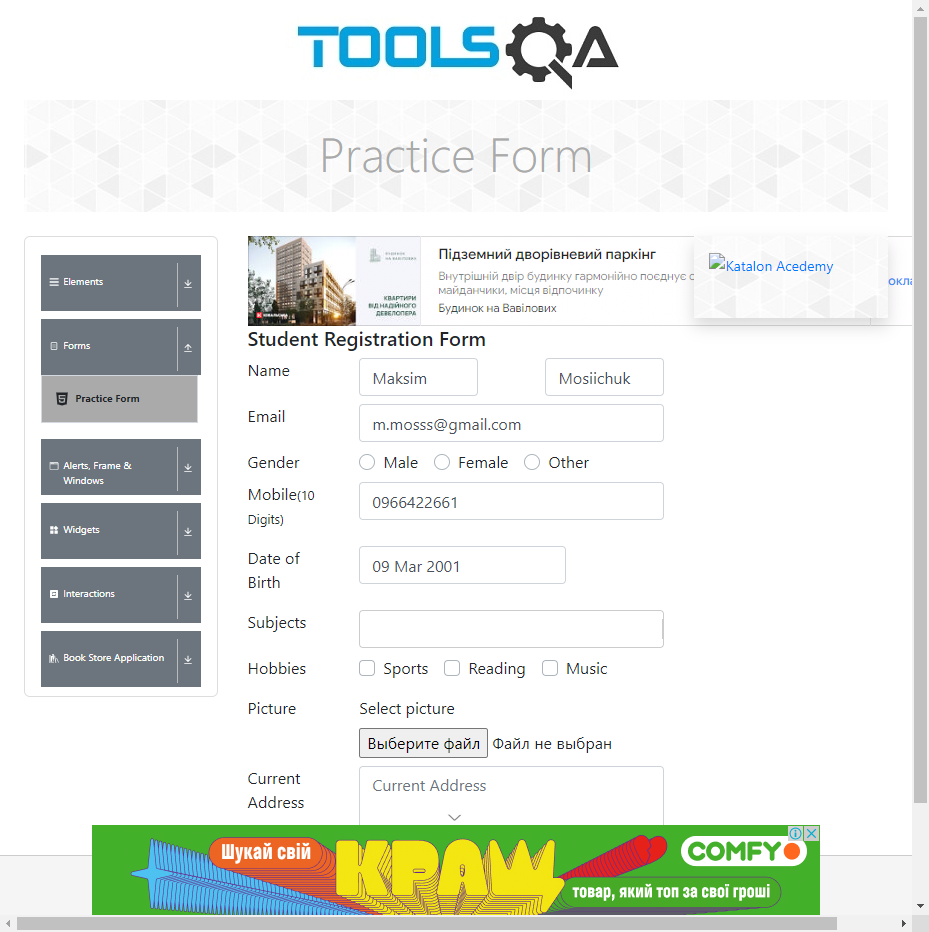 TOOLSQA
Practice Form
Elements
Forms
Practice Form
Alerts, Frame &
Windows
Widgets
Interactions
Book Store Application
БУДИНОК
НА ВАВІЛОВИХ
КВАРТИРИ
ВІД НАДІЙНОГО
ДЕВЕЛОПЕРА
Підземний дворівневий паркінг
Внутрішній двір будинку гармонійно поєднує с
майданчики, місця відпочинку
Будинок на Вавілових
Katalon Acedemy
Student Registration Form
Name
Maksim
Mosiichuk
Email
m.mosss@gmail.com
Gender
Male Female Other
Mobile(10
Digits)
0966422661
Date of
Birth
09 Mar 2001
Subjects
Hobbies
Sports Reading Music
Picture
Select picture
Выберите файл Файл не выбран
Current
Address
Current Address
Шукай свій
КРАЩ
COMFY
товар, який топ за свої гроші